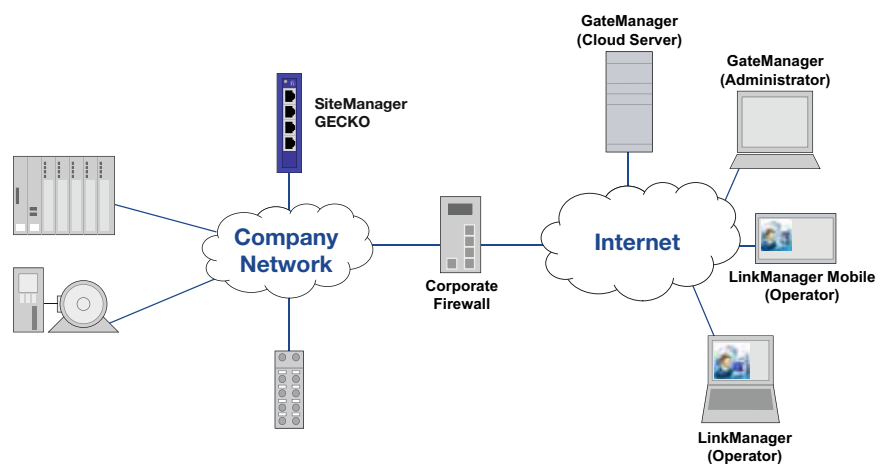 GateManager
(Cloud Server)
GateManager
(Administrator)
SiteManager
GECKO
Company
Network
Internet
Corporate
Firewall
LinkManager Mobile
(Operator)
LinkManager
(Operator)